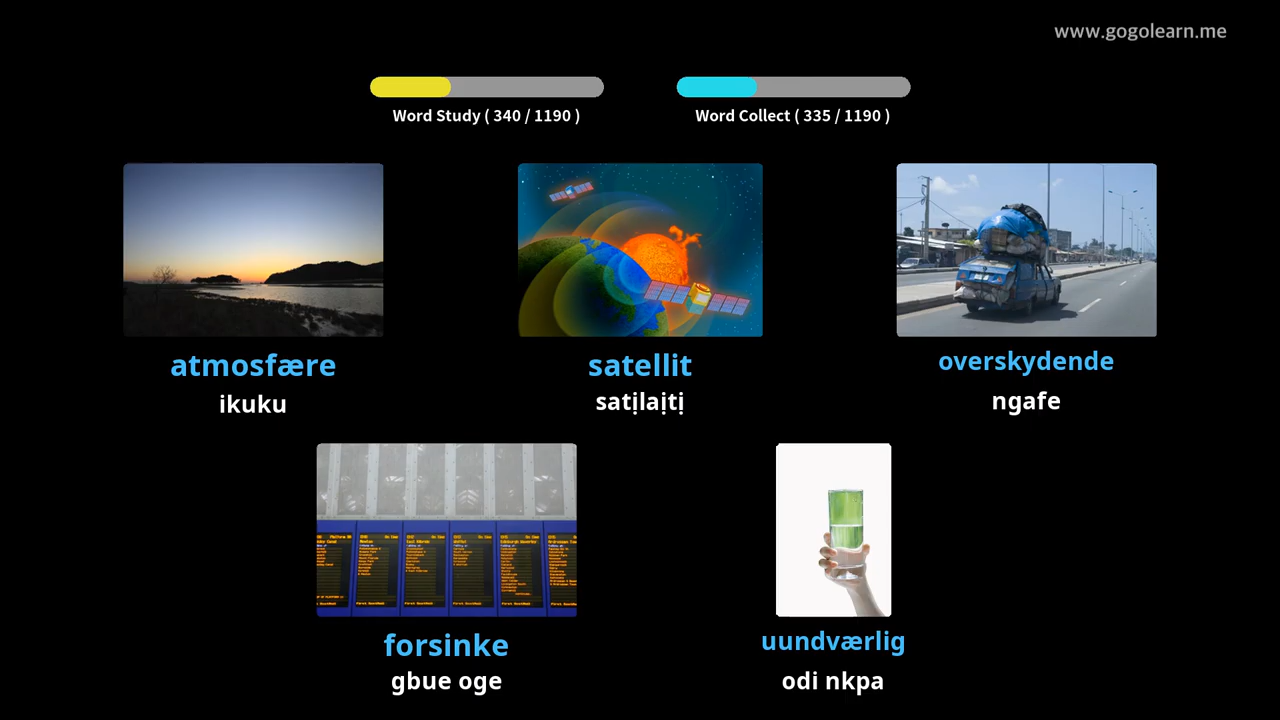 www.gogolearn.me
Word Study ( 340 / 1190 )
Word Collect ( 335 / 1190 )
atmosfære
satellit
overskydende
ikuku
satịlaịtị
ngafe
forsinke
uundværlig
gbue oge
odi nkpa